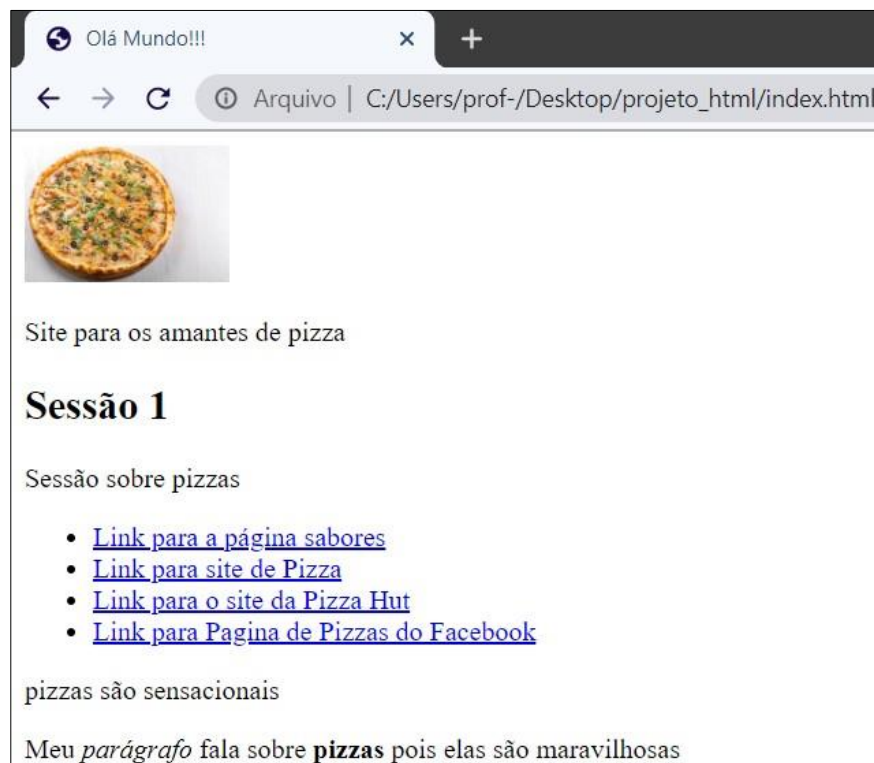 Olá Mundo!!!
Arquivo | C:/Users/prof-/Desktop/projeto_html/index.html
Site para os amantes de pizza
Sessão 1
Sessão sobre pizzas
Link para a página sabores
Link para site de Pizza
Link para o site da Pizza Hut
Link para Pagina de Pizzas do Facebook
pizzas são sensacionais
Meu parágrafo fala sobre pizzas pois elas são maravilhosas